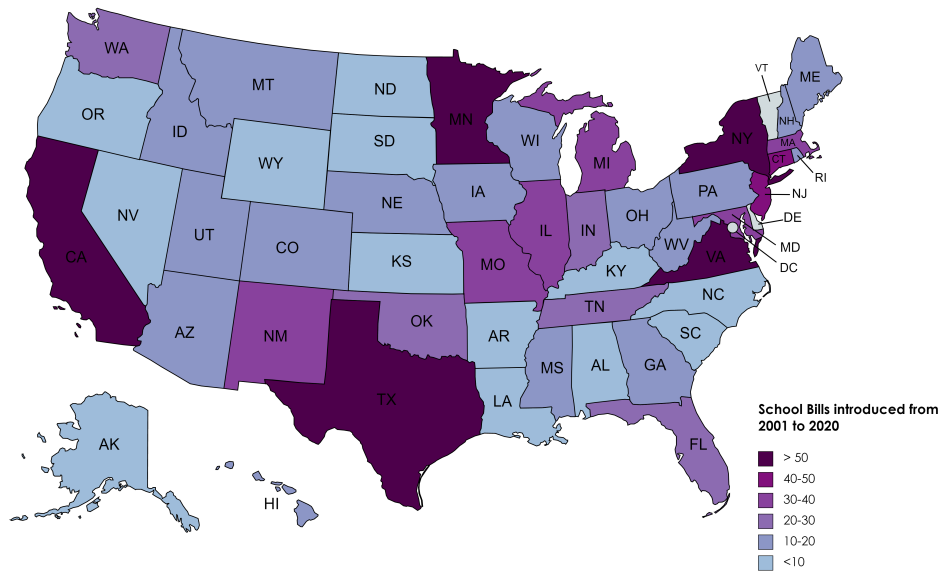 WA
OR
ID
MT
ND
MN
WI
MI
VT
ME
NH
NY
MA
CT
RI
SD
WY
NV
UT
CO
NE
IA
IL
IN
OH
PA
NJ
DE
MD
DC
WV
VA
CA
KS
MO
KY
NC
AZ
NM
OK
AR
TN
SC
TX
LA
MS
AL
GA
FL
AK
HI
School Bills introduced from
2001 to 2020
> 50
40-50
30-40
20-30
10-20
<10